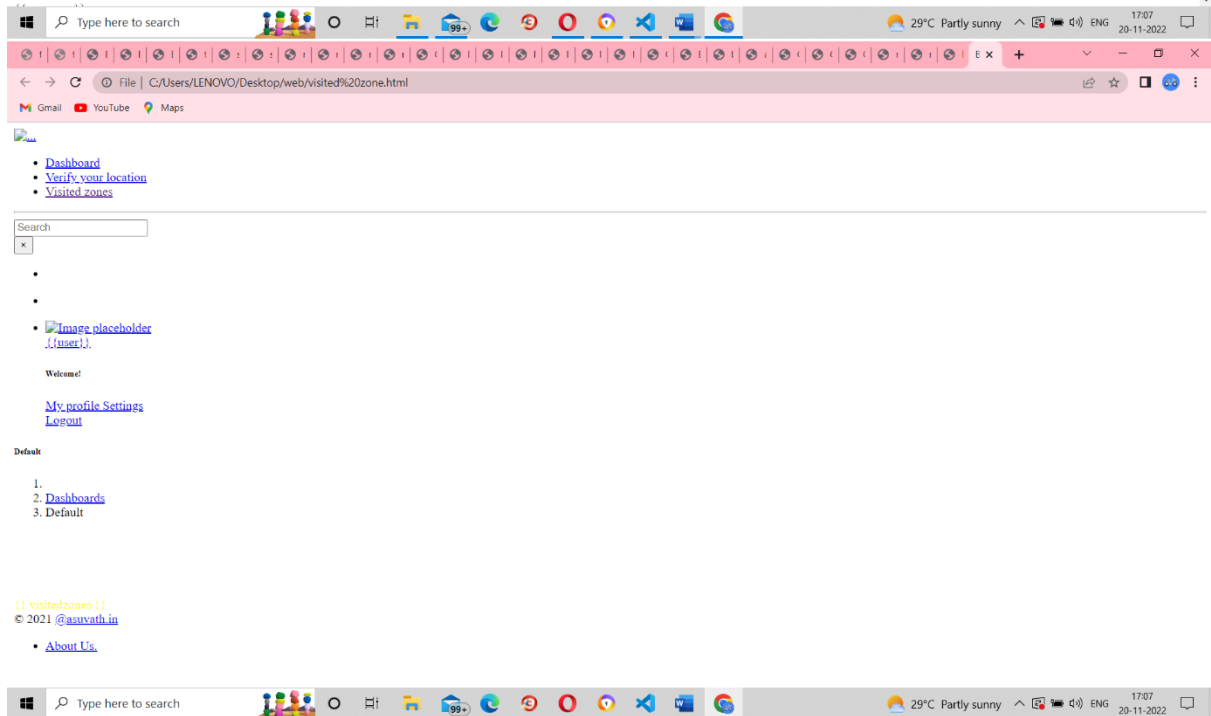 Type here to search
99+
29°C Partly sunny
ENG
17:07
20-11-2022
File | C:/Users/LENOVO/Desktop/web/visited%20zone.html
Gmail YouTube Maps
...
Dashboard
Verify your location
Visited zones
Search
×
Image placeholder
{{user}}
Welcome!
My profile Settings
Logout
Default
1.
2. Dashboards
3. Default
{{ visitedzones }}
© 2021 @asuvath.in
About Us.
Type here to search
99+
29°C Partly sunny
ENG
17:07
20-11-2022